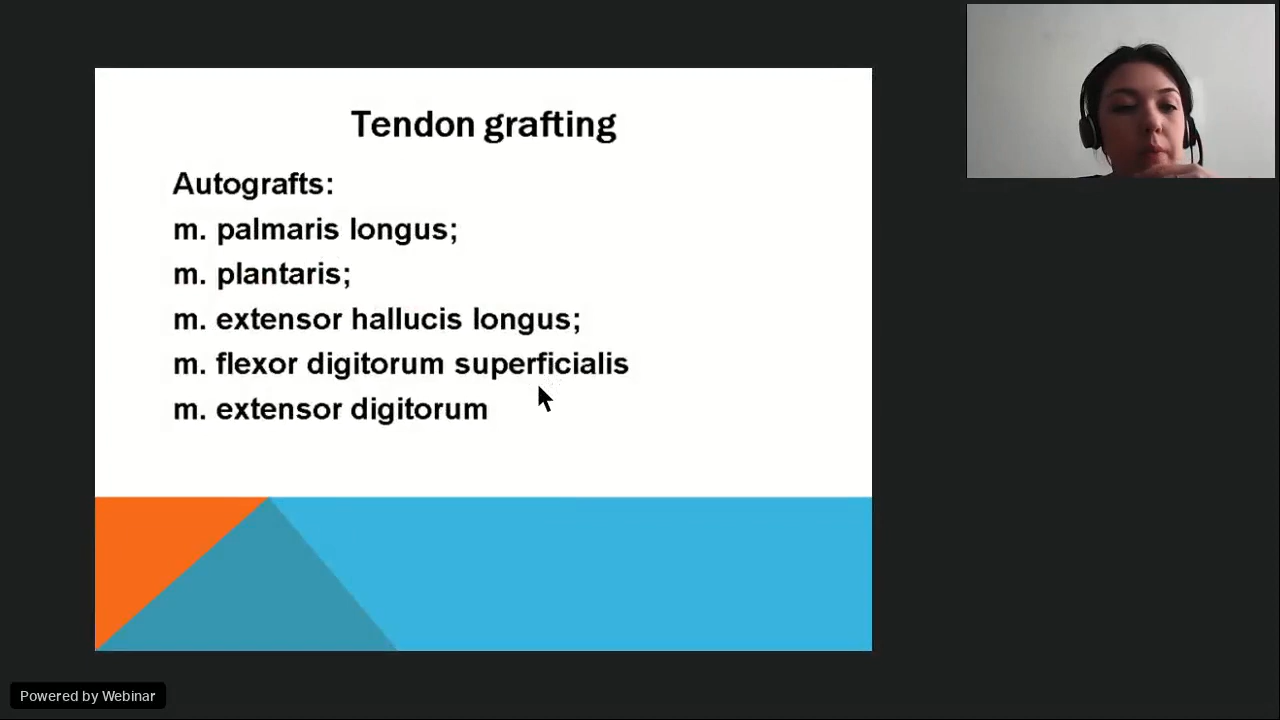 Tendon grafting
Autografts:
m. palmaris longus;
m. plantaris;
m. extensor hallucis longus;
m. flexor digitorum superficialis
m. extensor digitorum
Powered by Webinar